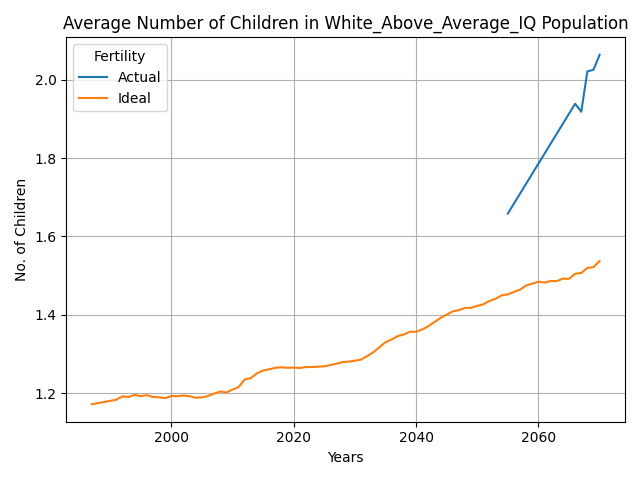 Average Number of Children in White_Above_Average_IQ Population
Fertility
Actual
Ideal
2.0
1.8
1.6
1.4
1.2
No. of Children
2000
2020
2040
2060
Years